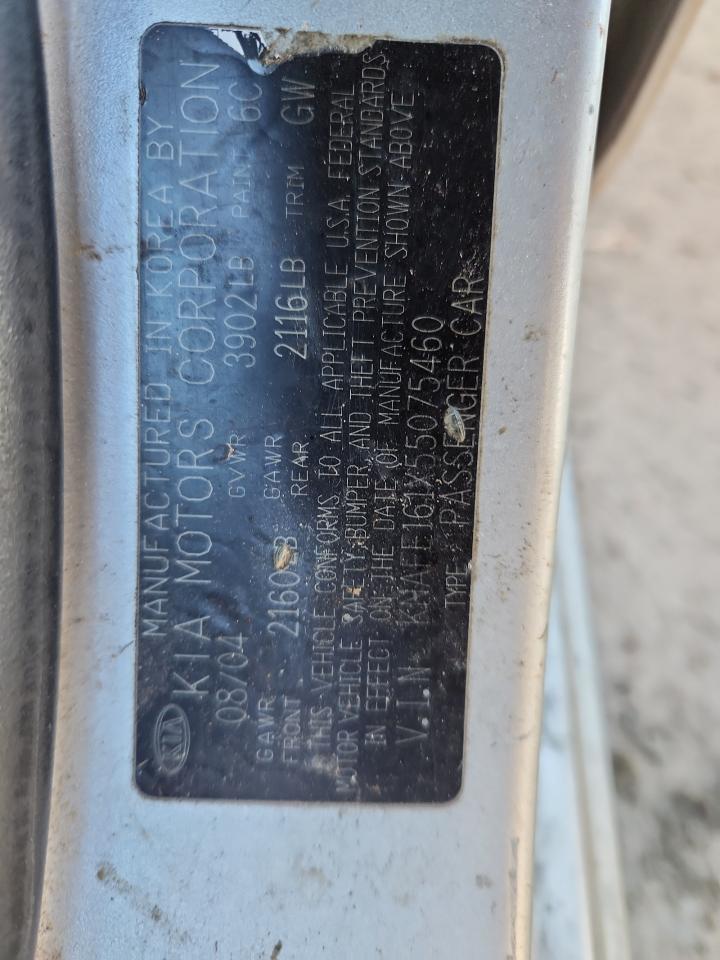 MANUFACTURED IN KOREA BY
KIA KIA MOTORS CORPORATION
08/04 GVWR 3902LB PAINT 6C
GAWR FRONT 2160LB GAWR REAR 2116LB TRIM GW
THIS VEHICLE CONFORMS TO ALL APPLICABLE U.S.A. FEDERAL
MOTOR VEHICLE SAFETY, BUMPER, AND THEFT PREVENTION STANDARDS
IN EFFECT ON THE DATE OF MANUFACTURE SHOWN ABOVE
V.I.N KNAFE161X55075460
TYPE : PASSENGER CAR